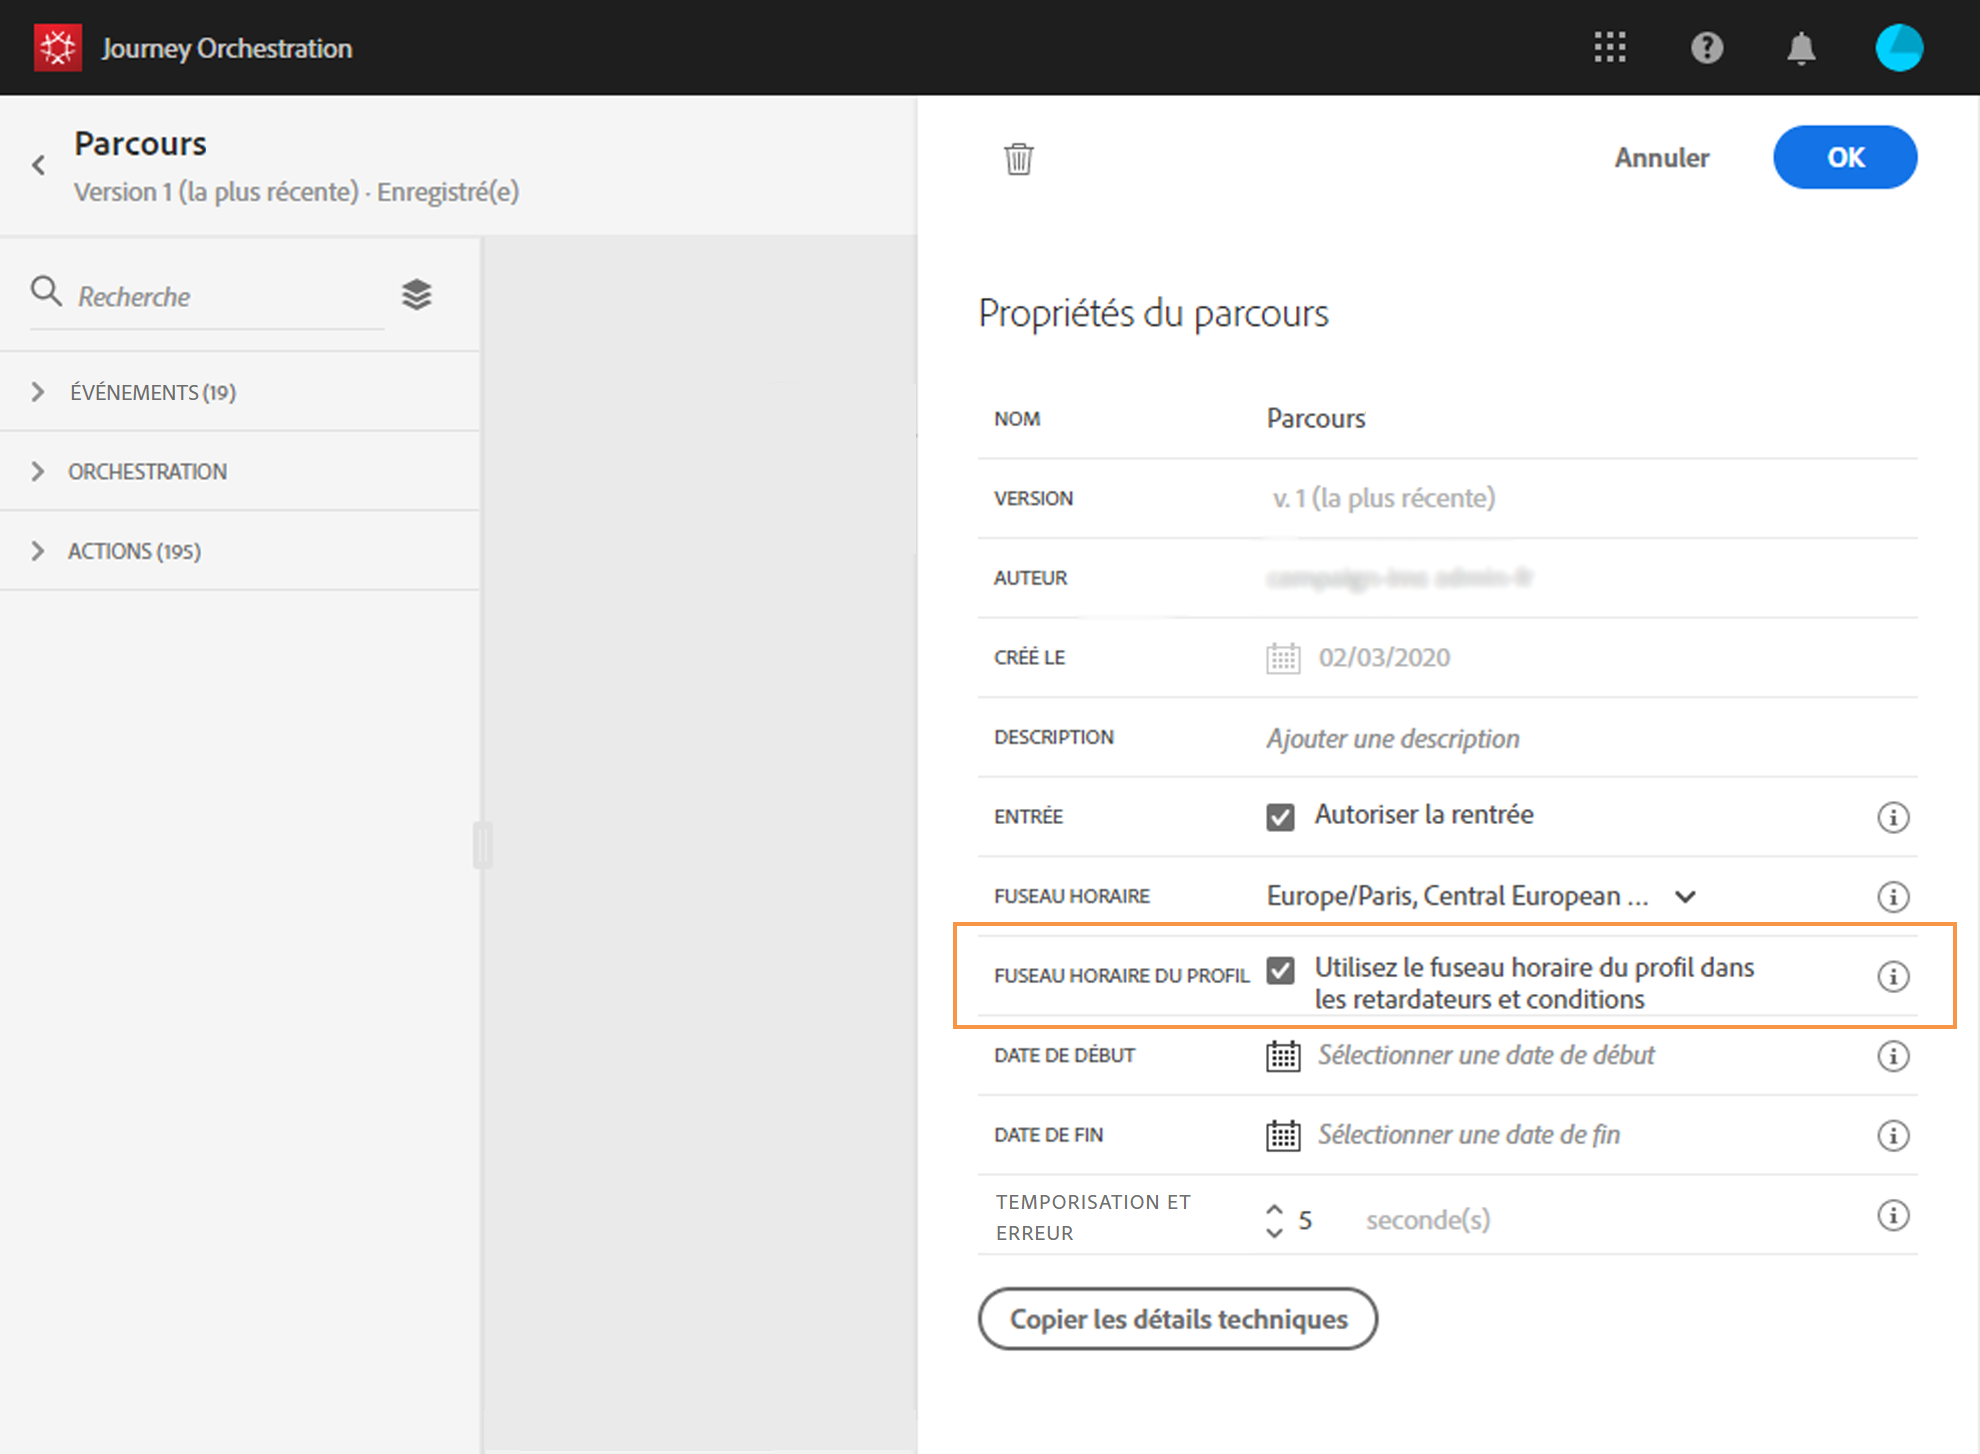 Journey Orchestration
Parcours
Version 1 (la plus récente) · Enregistré(e)
Recherche
ÉVÉNEMENTS (19)
ORCHESTRATION
ACTIONS (195)
Annuler
OK
Propriétés du parcours
NOM Parcours
VERSION v. 1 (la plus récente)
AUTEUR
CRÉÉ LE 02/03/2020
DESCRIPTION Ajouter une description
ENTRÉE Autoriser la rentrée
FUSEAU HORAIRE Europe/Paris, Central European ...
FUSEAU HORAIRE DU PROFIL Utilisez le fuseau horaire du profil dans
les retardateurs et conditions
DATE DE DÉBUT Sélectionner une date de début
DATE DE FIN Sélectionner une date de fin
TEMPORISATION ET
ERREUR
5 seconde(s)
Copier les détails techniques